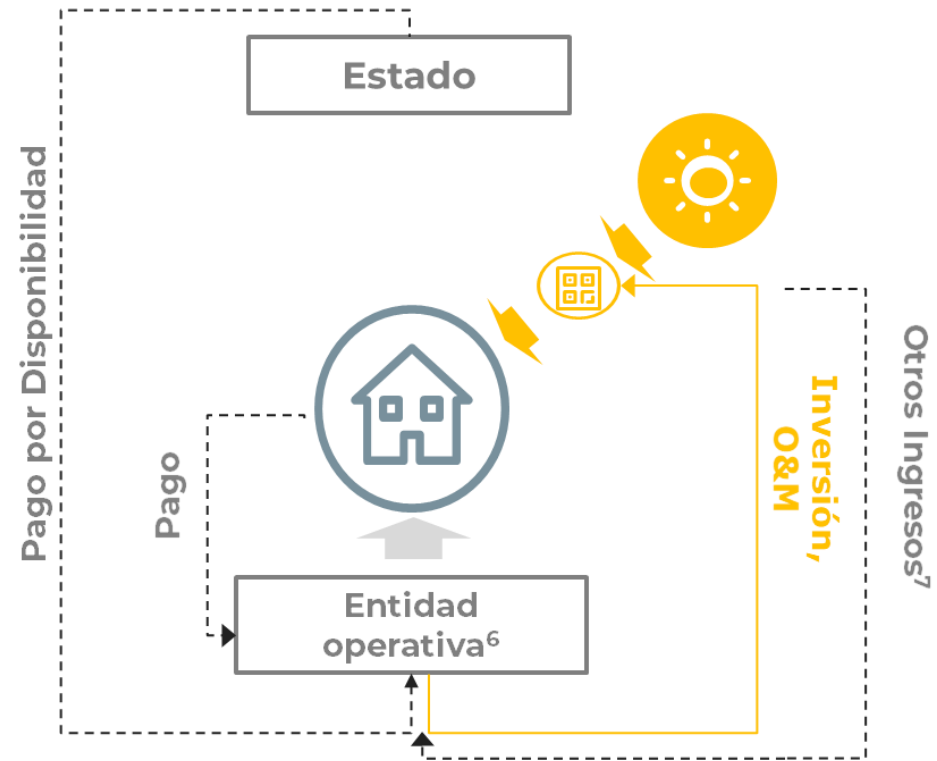 Estado
Pago por Disponibilidad
Pago
Inversión,
O&M
Otros Ingresos⁷
Entidad
operativa⁶